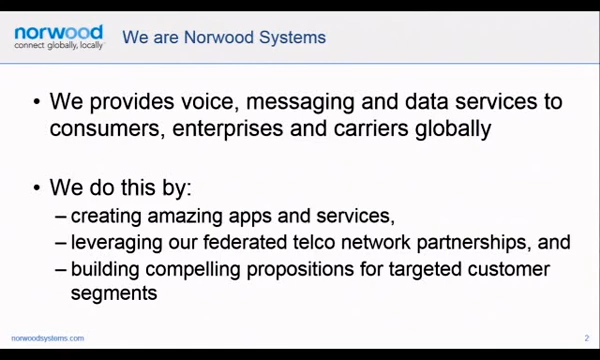 norwood
connect globally, locally
We are Norwood Systems
• We provides voice, messaging and data services to
consumers, enterprises and carriers globally
• We do this by:
– creating amazing apps and services,
– leveraging our federated telco network partnerships, and
– building compelling propositions for targeted customer
segments
norwoodsystems.com
2